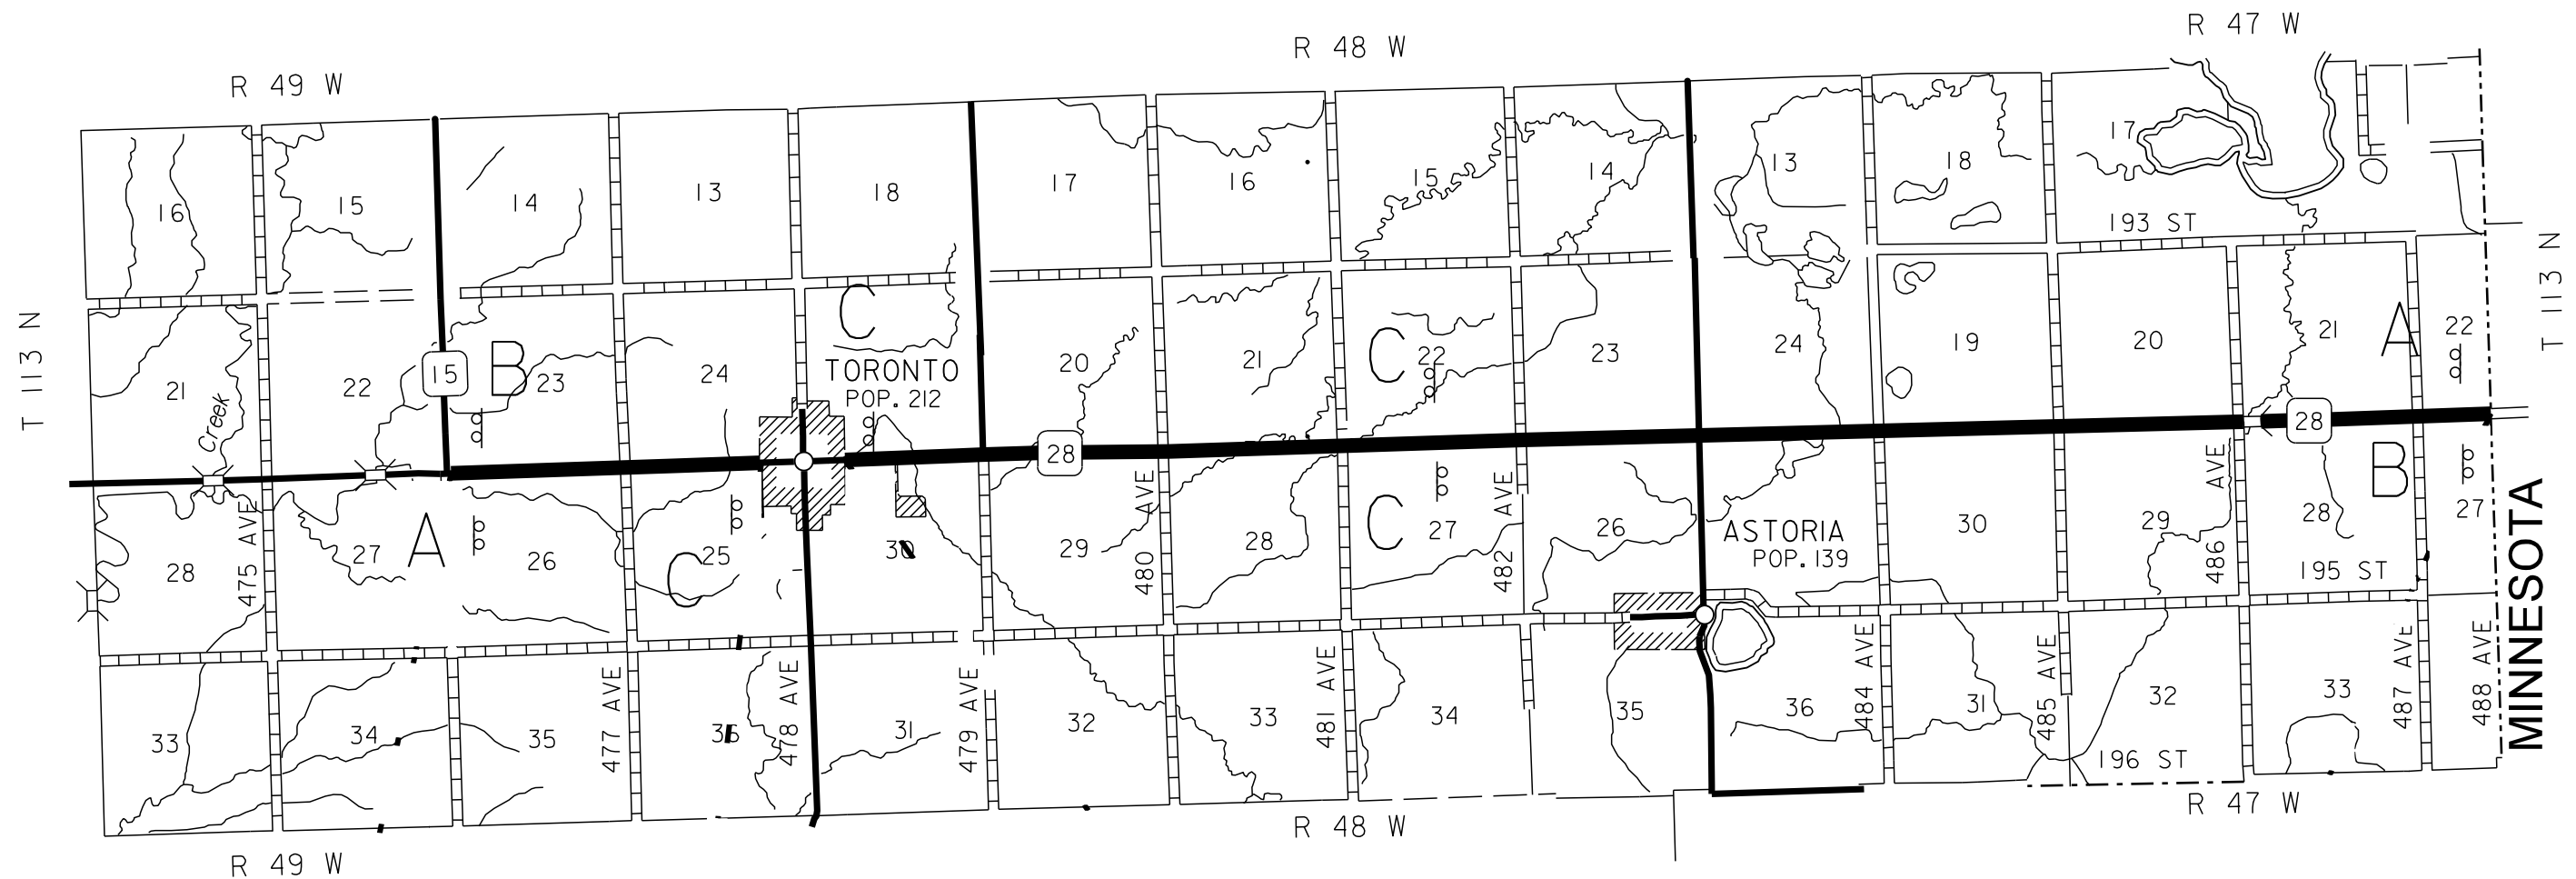 R 47 W
R 48 W
R 49 W
16
15
14
13
18
17
16
15
14
13
18
17
193 ST
T 113 N
T 113 N
21
Creek
22
15
B
23
24
C
TORONTO
POP. 212
20
21
C
22
23
24
19
20
21
A
22
28
28
28
475 AVE
27
A
26
25
C
30
29
480 AVE
28
C
27
482 AVE
26
ASTORIA
POP. 139
30
29
486 AVE
28
B
195 ST
27
MINNESOTA
33
34
35
477 AVE
36
478 AVE
31
479 AVE
32
33
481 AVE
34
35
36
484 AVE
31
485 AVE
32
196 ST
33
487 AVE
488 AVE
R 49 W
R 48 W
R 47 W